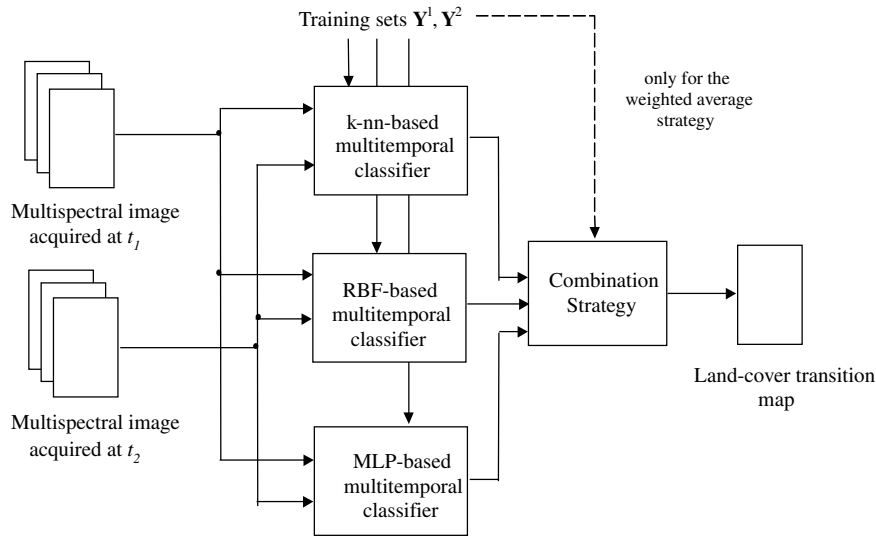 Training sets Y¹, Y²
only for the
weighted average
strategy
k-nn-based
multitemporal
classifier
Multispectral image
acquired at t₁
RBF-based
multitemporal
classifier
Combination
Strategy
Land-cover transition
map
Multispectral image
acquired at t₂
MLP-based
multitemporal
classifier